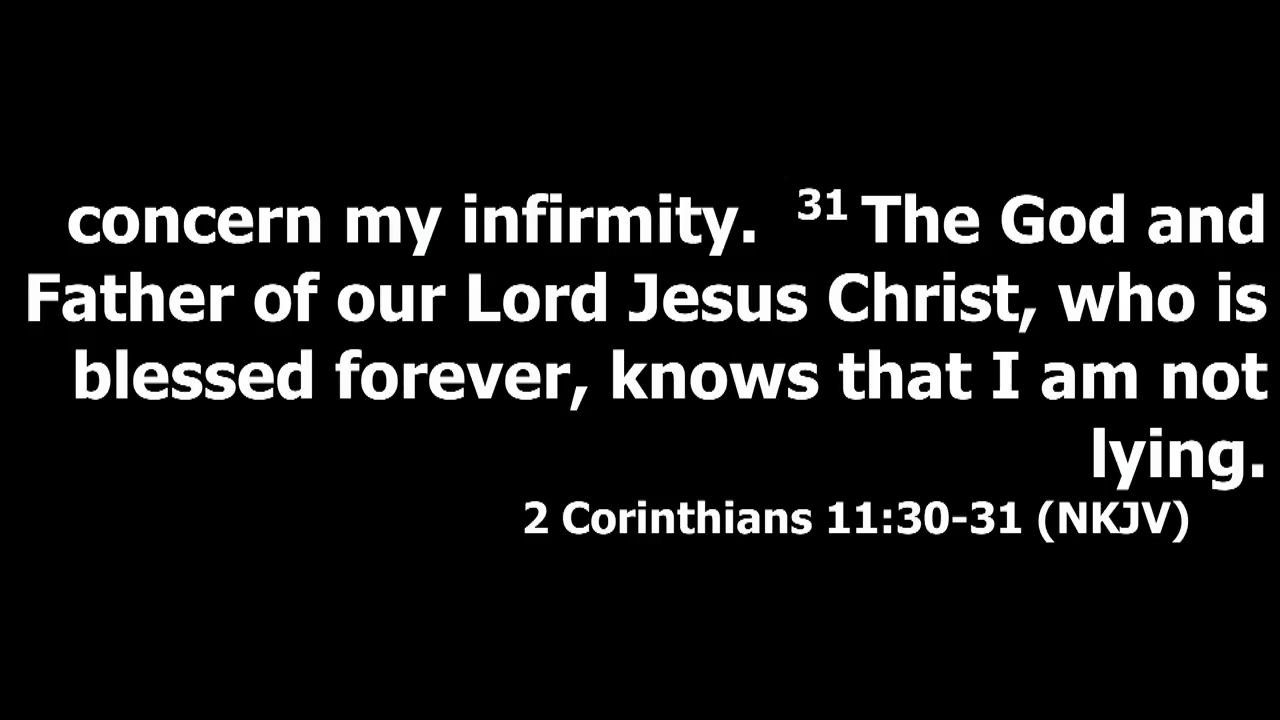 concern my infirmity. 31 The God and
Father of our Lord Jesus Christ, who is
blessed forever, knows that I am not
lying.
2 Corinthians 11:30-31 (NKJV)